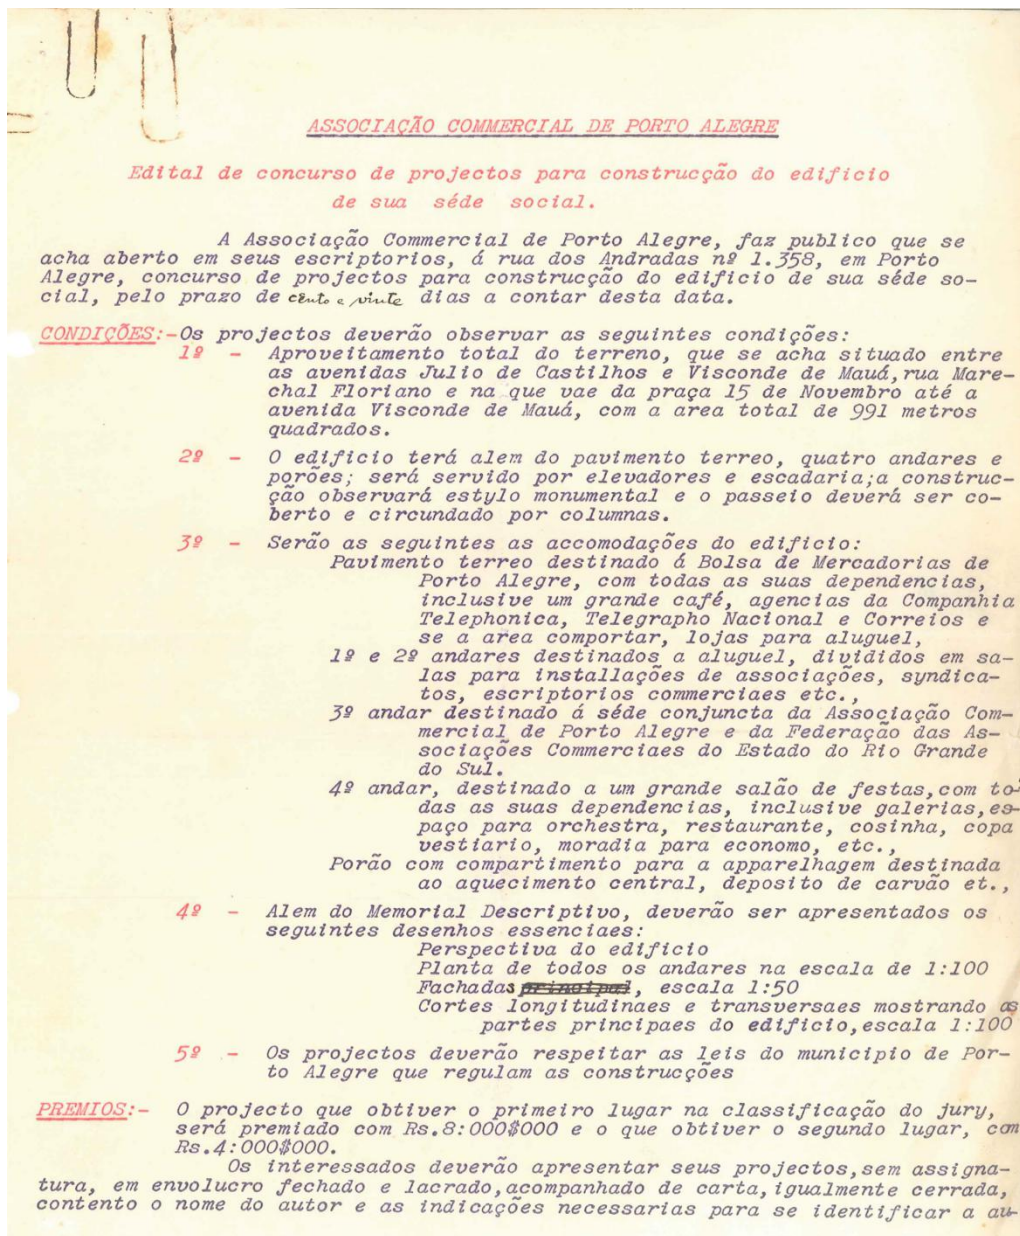 ASSOCIAÇÃO COMMERCIAL DE PORTO ALEGRE
Edital de concurso de projectos para construcção do edificio
de sua séde social.
A Associação Commercial de Porto Alegre, faz publico que se
acha aberto em seus escriptorios, á rua dos Andradas nº 1.358, em Porto
Alegre, concurso de projectos para construcção do edificio de sua séde so-
cial, pelo prazo de cento e vinte dias a contar desta data.
CONDIÇÕES:-Os projectos deverão observar as seguintes condições:
1º - Aproveitamento total do terreno, que se acha situado entre
as avenidas Julio de Castilhos e Visconde de Mauá,rua Mare-
chal Floriano e na que vae da praça 15 de Novembro até a
avenida Visconde de Mauá, com a area total de 991 metros
quadrados.
2º - O edificio terá alem do pavimento terreo, quatro andares e
porões; será servido por elevadores e escadaria;a construc-
ção observará estylo monumental e o passeio deverá ser co-
berto e circundado por columnas.
3º - Serão as seguintes as accomodações do edificio:
Pavimento terreo destinado á Bolsa de Mercadorias de
Porto Alegre, com todas as suas dependencias,
inclusive um grande café, agencias da Companhia
Telephonica, Telegrapho Nacional e Correios e
se a area comportar, lojas para aluguel,
1º e 2º andares destinados a aluguel, divididos em sa-
las para installações de associações, syndica-
tos, escriptorios commerciaes etc.,
3º andar destinado á séde conjuncta da Associação Com-
mercial de Porto Alegre e da Federação das As-
sociações Commerciaes do Estado do Rio Grande
do Sul.
4º andar, destinado a um grande salão de festas,com to-
das as suas dependencias, inclusive galerias,es-
paço para orchestra, restaurante, cosinha, copa
vestiario, moradia para economo, etc.,
Porão com compartimento para a apparelhagem destinada
ao aquecimento central, deposito de carvão et.,
4º - Alem do Memorial Descriptivo, deverão ser apresentados os
seguintes desenhos essenciaes:
Perspectiva do edificio
Planta de todos os andares na escala de 1:100
Fachadas principal, escala 1:50
Cortes longitudinaes e transversaes mostrando as
partes principaes do edificio,escala 1:100
5º - Os projectos deverão respeitar as leis do municipio de Por-
to Alegre que regulam as construcções
PREMIOS:- O projecto que obtiver o primeiro lugar na classificação do jury,
será premiado com Rs.8:000$000 e o que obtiver o segundo lugar, com
Rs.4:000$000.
Os interessados deverão apresentar seus projectos,sem assigna-
tura, em envolucro fechado e lacrado,acompanhado de carta,igualmente cerrada,
contento o nome do autor e as indicações necessarias para se identificar a au-